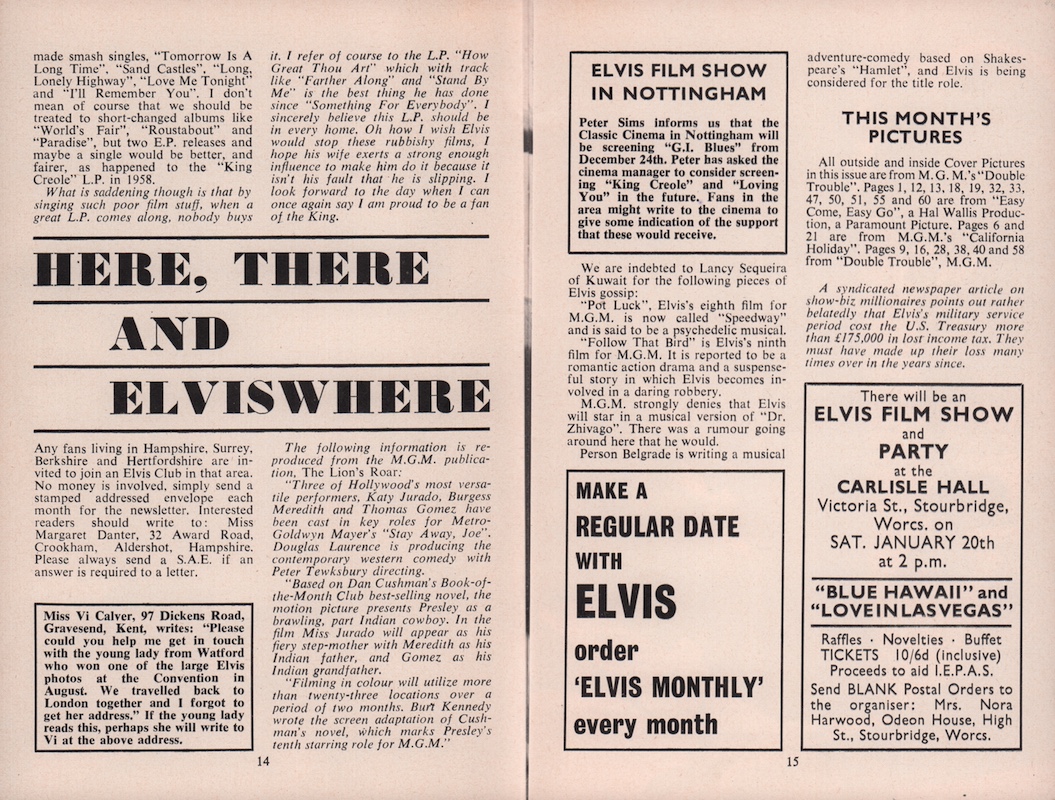 made smash singles, "Tomorrow Is A
Long Time", "Sand Castles", "Long,
Lonely Highway", "Love Me Tonight"
and "I'll Remember You". I don't
mean of course that we should be
treated to short-changed albums like
"World's Fair", "Roustabout" and
"Paradise", but two E.P. releases and
maybe a single would be better, and
fairer, as happened to the "King
Creole" L.P. in 1958.
What is saddening though is that by
singing such poor film stuff, when a
great L.P. comes along, nobody buys
it. I refer of course to the L.P. "How
Great Thou Art" which with track
like "Farther Along" and "Stand By
Me" is the best thing he has done
since "Something For Everybody". I
sincerely believe this L.P. should be
in every home. Oh how I wish Elvis
would stop these rubbishy films, I
hope his wife exerts a strong enough
influence to make him do it because it
isn't his fault that he is slipping. I
look forward to the day when I can
once again say I am proud to be a fan
of the King.
HERE, THERE
AND
ELVISWHERE
Any fans living in Hampshire, Surrey,
Berkshire and Hertfordshire are in-
vited to join an Elvis Club in that area.
No money is involved, simply send a
stamped addressed envelope each
month for the newsletter. Interested
readers should write to: Miss
Margaret Danter, 32 Award Road,
Crookham, Aldershot, Hampshire.
Please always send a S.A.E. if an
answer is required to a letter.
Miss Vi Calver, 97 Dickens Road,
Gravesend, Kent, writes: "Please
could you help me get in touch
with the young lady from Watford
who won one of the large Elvis
photos at the Convention in
August. We travelled back to
London together and I forgot to
get her address." If the young lady
reads this, perhaps she will write to
Vi at the above address.
The following information is re-
produced from the M.G.M. publica-
tion, The Lion's Roar:
"Three of Hollywood's most versa-
tile performers, Katy Jurado, Burgess
Meredith and Thomas Gomez have
been cast in key roles for Metro-
Goldwyn Mayer's "Stay Away, Joe".
Douglas Laurence is producing the
contemporary western comedy with
Peter Tewksbury directing.
"Based on Dan Cushman's Book-of-
the-Month Club best-selling novel, the
motion picture presents Presley as a
brawling, part Indian cowboy. In the
film Miss Jurado will appear as his
fiery step-mother with Meredith as his
Indian father, and Gomez as his
Indian grandfather.
"Filming in colour will utilize more
than twenty-three locations over a
period of two months. Burt Kennedy
wrote the screen adaptation of Cush-
man's novel, which marks Presley's
tenth starring role for M.G.M."
14
ELVIS FILM SHOW
IN NOTTINGHAM
Peter Sims informs us that the
Classic Cinema in Nottingham will
be screening "G.I. Blues" from
December 24th. Peter has asked the
cinema manager to consider screen-
ing "King Creole" and "Loving
You" in the future. Fans in the
area might write to the cinema to
give some indication of the support
that these would receive.
We are indebted to Lancy Sequeira
of Kuwait for the following pieces of
Elvis gossip:
"Pot Luck", Elvis's eighth film for
M.G.M. is now called "Speedway"
and is said to be a psychedelic musical.
"Follow That Bird" is Elvis's ninth
film for M.G.M. It is reported to be a
romantic action drama and a suspense-
ful story in which Elvis becomes in-
volved in a daring robbery.
M.G.M. strongly denies that Elvis
will star in a musical version of "Dr.
Zhivago". There was a rumour going
around here that he would.
Person Belgrade is writing a musical
MAKE A
REGULAR DATE
WITH
ELVIS
order
'ELVIS MONTHLY'
every month
adventure-comedy based on Shakes-
peare's "Hamlet", and Elvis is being
considered for the title role.
THIS MONTH'S
PICTURES
All outside and inside Cover Pictures
in this issue are from M.G.M.'s "Double
Trouble". Pages 1, 12, 13, 18, 19, 32, 33,
47, 50, 51, 55 and 60 are from "Easy
Come, Easy Go", a Hal Wallis Produc-
tion, a Paramount Picture. Pages 6 and
21 are from M.G.M.'s "California
Holiday". Pages 9, 16, 28, 38, 40 and 58
from "Double Trouble", M.G.M.
A syndicated newspaper article on
show-biz millionaires points out rather
belatedly that Elvis's military service
period cost the U.S. Treasury more
than £175,000 in lost income tax. They
must have made up their loss many
times over in the years since.
There will be an
ELVIS FILM SHOW
and
PARTY
at the
CARLISLE HALL
Victoria St., Stourbridge,
Worcs. on
SAT. JANUARY 20th
at 2 p.m.
"BLUE HAWAII" and
"LOVE IN LAS VEGAS"
Raffles · Novelties · Buffet
TICKETS 10/6d (inclusive)
Proceeds to aid I.E.P.A.S.
Send BLANK Postal Orders to
the organiser: Mrs. Nora
Harwood, Odeon House, High
St., Stourbridge, Worcs.
15